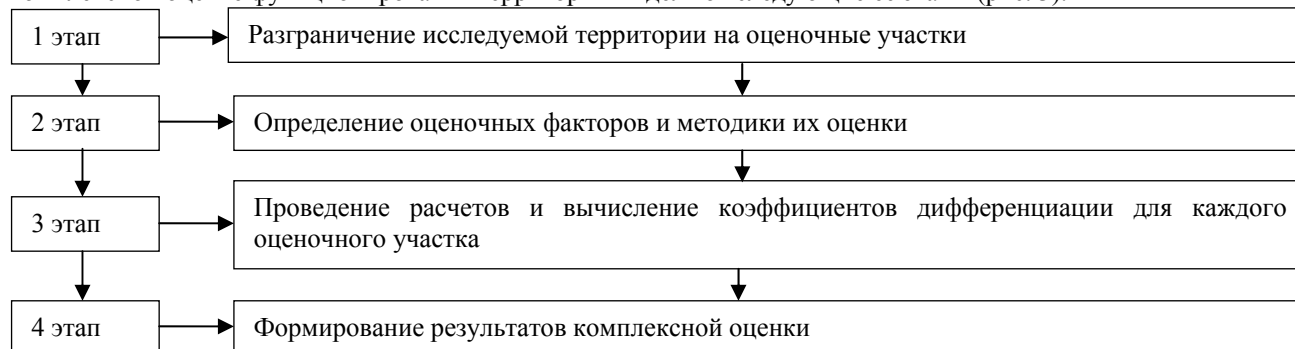 1 этап
Разграничение исследуемой территории на оценочные участки
2 этап
Определение оценочных факторов и методики их оценки
3 этап
Проведение расчетов и вычисление коэффициентов дифференциации для каждого
оценочного участка
4 этап
Формирование результатов комплексной оценки